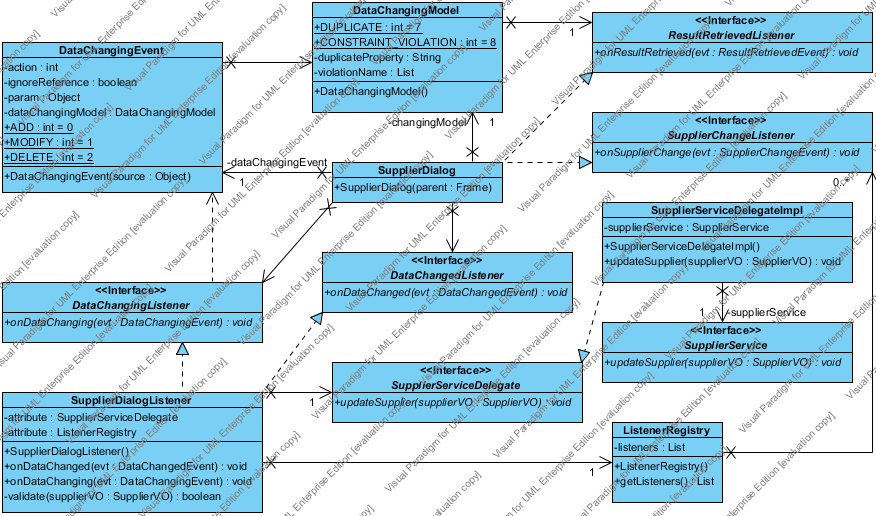 DataChangingModel
+DUPLICATE : int = 7
+CONSTRAINT_VIOLATION : int = 8
-duplicateProperty : String
-violationName : List
+DataChangingModel()
<<Interface>>
ResultRetrievedListener
+onResultRetrieved(evt : ResultRetrievedEvent) : void
1
DataChangingEvent
-action : int
-ignoreReference : boolean
-param : Object
-dataChangingModel : DataChangingModel
+ADD : int = 0
+MODIFY : int = 1
+DELETE : int = 2
+DataChangingEvent(source : Object)
-changingModel
1
<<Interface>>
SupplierChangeListener
+onSupplierChange(evt : SupplierChangeEvent) : void
0..*
-dataChangingEvent
1
SupplierDialog
+SupplierDialog(parent : Frame)
SupplierServiceDelegateImpl
-supplierService : SupplierService
+SupplierServiceDelegateImpl()
+updateSupplier(supplierVO : SupplierVO) : void
<<Interface>>
DataChangedListener
+onDataChanged(evt : DataChangedEvent) : void
<<Interface>>
DataChangingListener
+onDataChanging(evt : DataChangingEvent) : void
1
-supplierService
<<Interface>>
SupplierService
+updateSupplier(supplierVO : SupplierVO) : void
<<Interface>>
SupplierServiceDelegate
+updateSupplier(supplierVO : SupplierVO) : void
1
SupplierDialogListener
-attribute : SupplierServiceDelegate
-attribute : ListenerRegistry
+SupplierDialogListener()
+onDataChanged(evt : DataChangedEvent) : void
+onDataChanging(evt : DataChangingEvent) : void
-validate(supplierVO : SupplierVO) : boolean
ListenerRegistry
-listeners : List
+ListenerRegistry()
+getListeners() : List
1
Visual Paradigm for UML Enterprise Edition [evaluation copy]